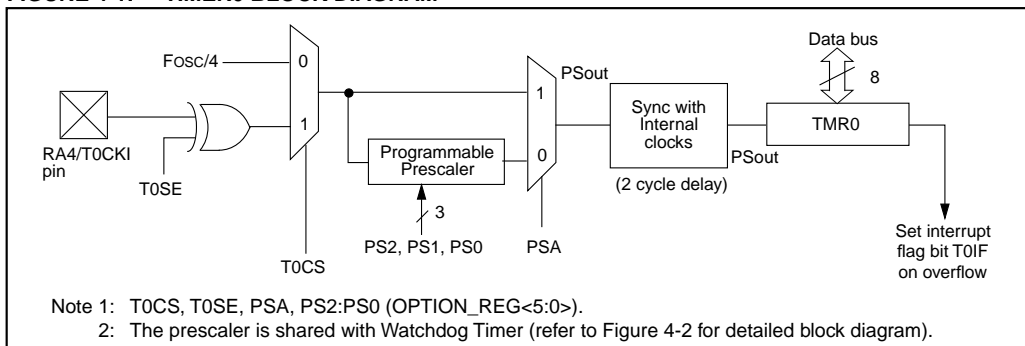 Data bus
FOSC/4
0
8
PSout
1
Sync with
Internal
clocks
TMR0
1
RA4/T0CKI
pin
Programmable
Prescaler
0
PSout
T0SE
(2 cycle delay)
3
PS2, PS1, PS0
PSA
Set interrupt
flag bit T0IF
on overflow
T0CS
Note 1: T0CS, T0SE, PSA, PS2:PS0 (OPTION_REG<5:0>).
2: The prescaler is shared with Watchdog Timer (refer to Figure 4-2 for detailed block diagram).